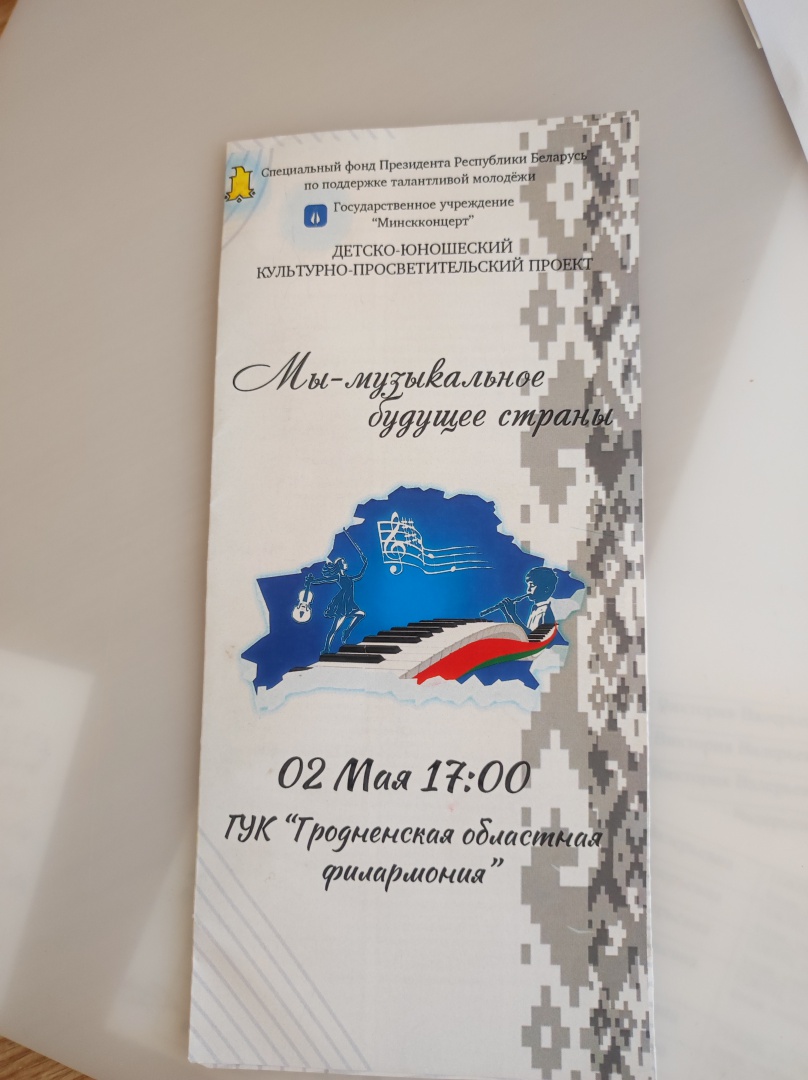 Специальный фонд Президента Республики Беларусь
по поддержке талантливой молодёжи
Государственное учреждение
“Минскконцерт”
ДЕТСКО-ЮНОШЕСКИЙ
КУЛЬТУРНО-ПРОСВЕТИТЕЛЬСКИЙ ПРОЕКТ
Мы-музыкальное
будущее страны
02 Мая 17:00
ГУК “Гродненская областная
филармония”